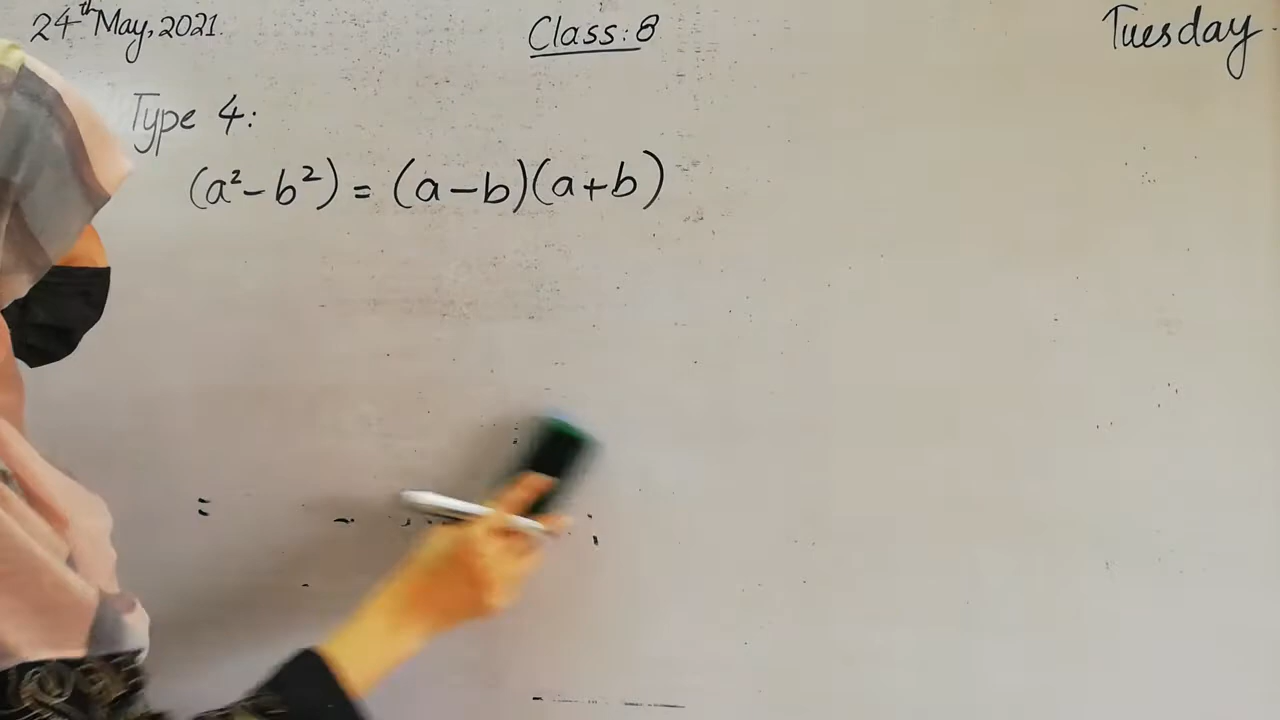 24th May, 2021. Class: 8 Tuesday
Type 4:
(a² - b²) = (a - b)(a + b)
=